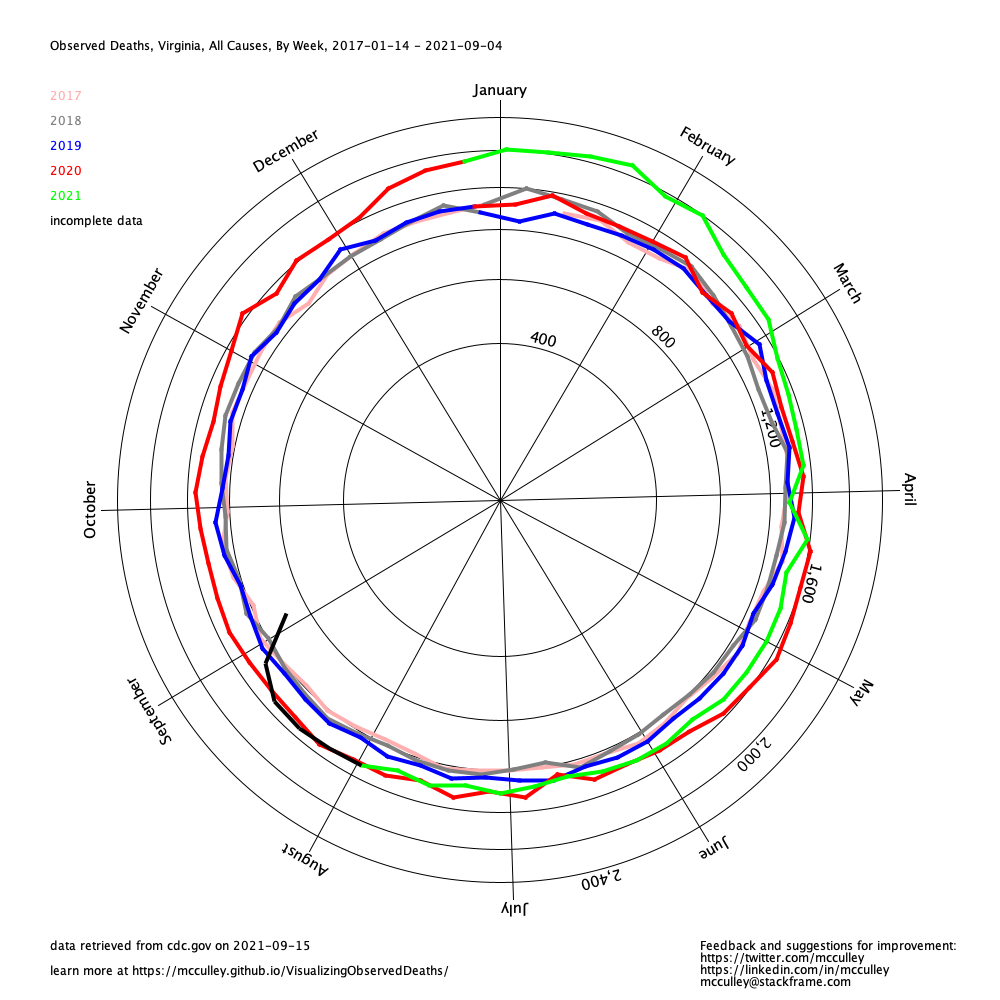 Observed Deaths, Virginia, All Causes, By Week, 2017-01-14 - 2021-09-04
January
2017
2018
2019
2020
2021
incomplete data
December
February
November
March
400
800
1,200
October
April
1,600
September
May
2,000
August
June
2,400
July
data retrieved from cdc.gov on 2021-09-15
learn more at https://mcculley.github.io/VisualizingObservedDeaths/
Feedback and suggestions for improvement:
https://twitter.com/mcculley
https://linkedin.com/in/mcculley
mcculley@stackframe.com